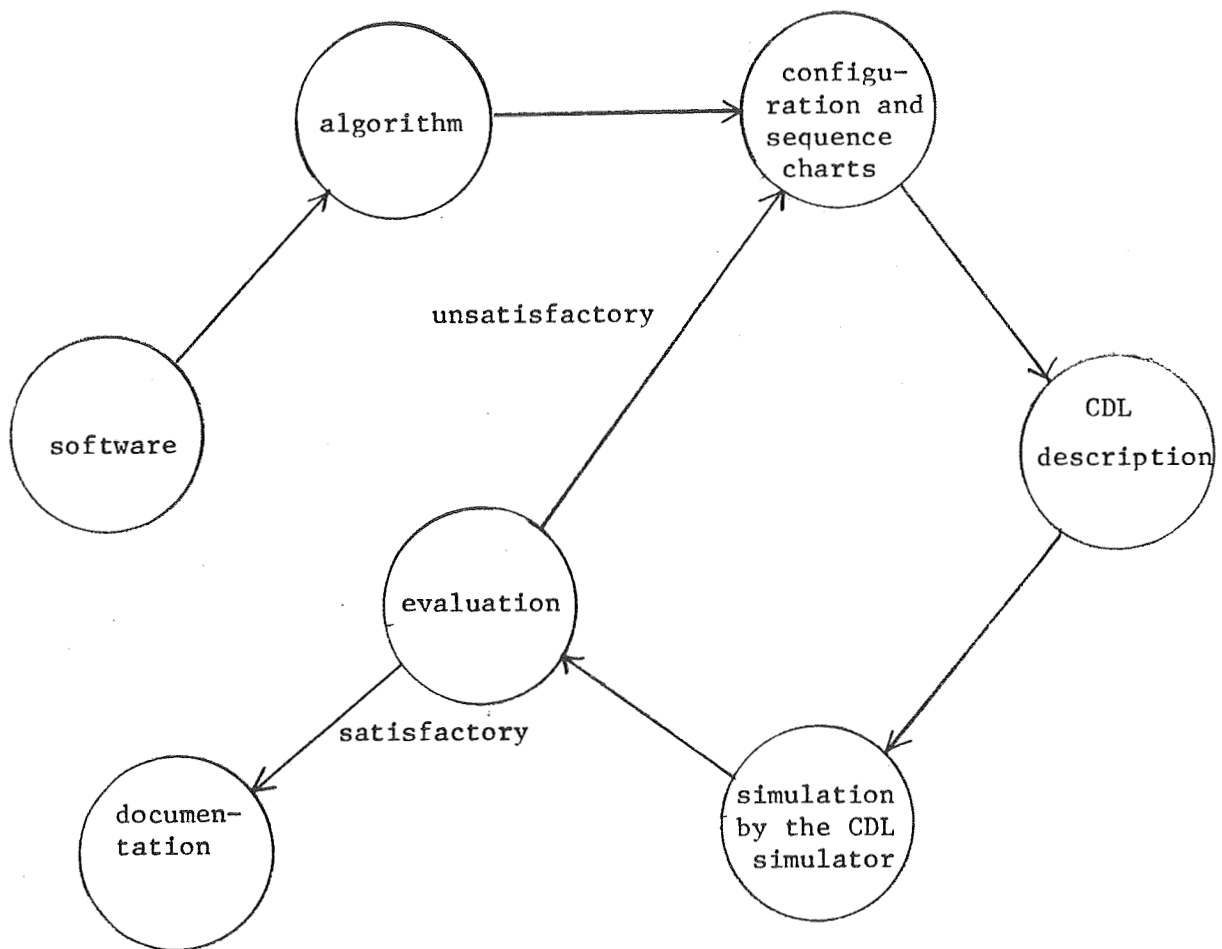 algorithm
configu-
ration and
sequence
charts
unsatisfactory
software
CDL
description
evaluation
satisfactory
documen-
tation
simulation
by the CDL
simulator